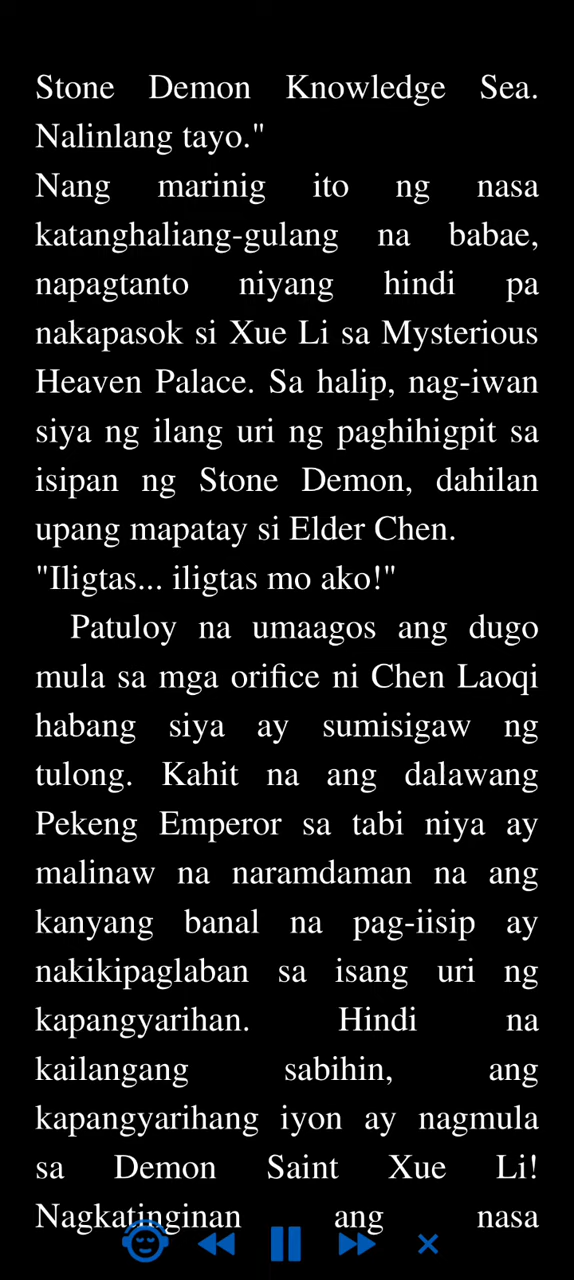 Stone Demon Knowledge Sea.
Nalinlang tayo."
Nang marinig ito ng nasa
katanghaliang-gulang na babae,
napagtanto niyang hindi pa
nakapasok si Xue Li sa Mysterious
Heaven Palace. Sa halip, nag-iwan
siya ng ilang uri ng paghihigpit sa
isipan ng Stone Demon, dahilan
upang mapatay si Elder Chen.
"Iligtas... iligtas mo ako!"
Patuloy na umaagos ang dugo
mula sa mga orifice ni Chen Laoqi
habang siya ay sumisigaw ng
tulong. Kahit na ang dalawang
Pekeng Emperor sa tabi niya ay
malinaw na naramdaman na ang
kanyang banal na pag-iisip ay
nakikipaglaban sa isang uri ng
kapangyarihan. Hindi na
kailangang sabihin, ang
kapangyarihang iyon ay nagmula
sa Demon Saint Xue Li!
Nagkatinginan ang nasa